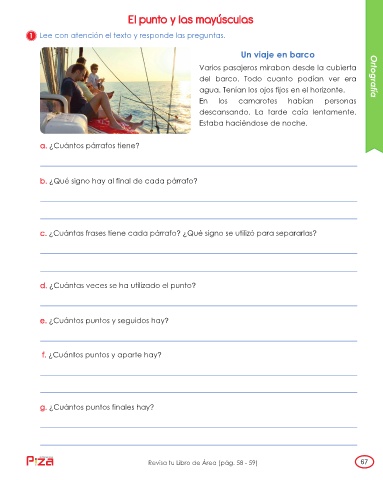 El punto y las mayúsculas
1 Lee con atención el texto y responde las preguntas.
Un viaje en barco
Varios pasajeros miraban desde la cubierta
del barco. Todo cuanto podían ver era
agua. Tenían los ojos fijos en el horizonte.
En los camarotes habían personas
descansando. La tarde caía lentamente.
Estaba haciéndose de noche.
Ortografía
a. ¿Cuántos párrafos tiene?
b. ¿Qué signo hay al final de cada párrafo?
c. ¿Cuántas frases tiene cada párrafo? ¿Qué signo se utilizó para separarlas?
d. ¿Cuántas veces se ha utilizado el punto?
e. ¿Cuántos puntos y seguidos hay?
f. ¿Cuántos puntos y aparte hay?
g. ¿Cuántos puntos finales hay?
Revisa tu Libro de Área (pág. 58 - 59)
67